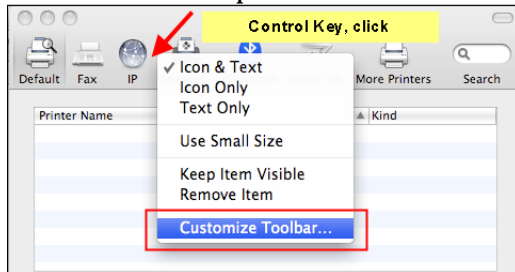 Control Key, click
Default Fax IP More Printers Search
✓ Icon & Text
Icon Only
Text Only
Use Small Size
Keep Item Visible
Remove Item
Customize Toolbar...
Printer Name Kind